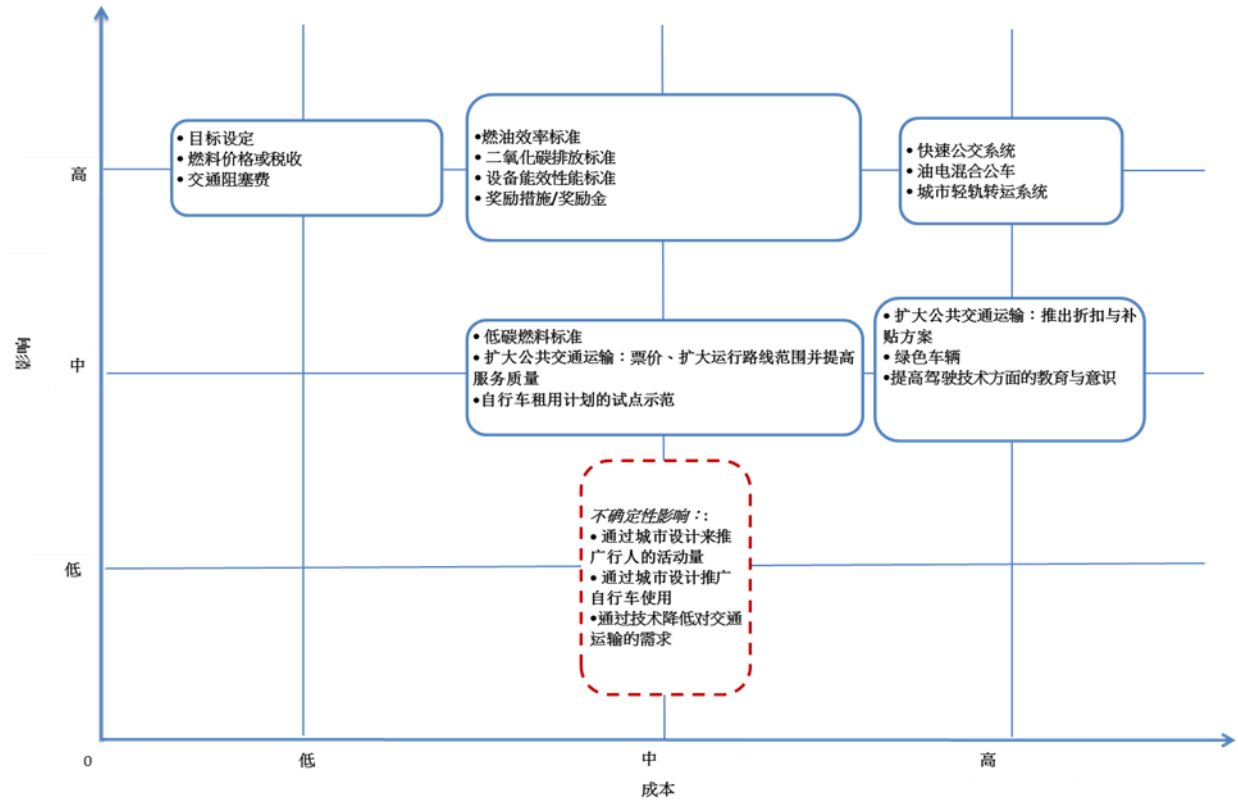 • 目标设定
• 燃料价格或税收
• 交通阻塞费
•燃油效率标准
• 二氧化碳排放标准
• 设备能效性能标准
• 奖励措施/奖励金
• 快速公交系统
• 油电混合公车
• 城市轻轨转运系统
高
• 低碳燃料标准
• 扩大公共交通运输：票价、扩大运行路线范围并提高
服务质量
•自行车租用计划的试点示范
• 扩大公共交通运输：推出折扣与补
贴方案
• 绿色车辆
•提高驾驶技术方面的教育与意识
影响
中
不确定性影响：:
• 通过城市设计来推
广行人的活动量
• 通过城市设计推广
自行车使用
•通过技术降低对交通
运输的需求
低
0
低
中
高
成本